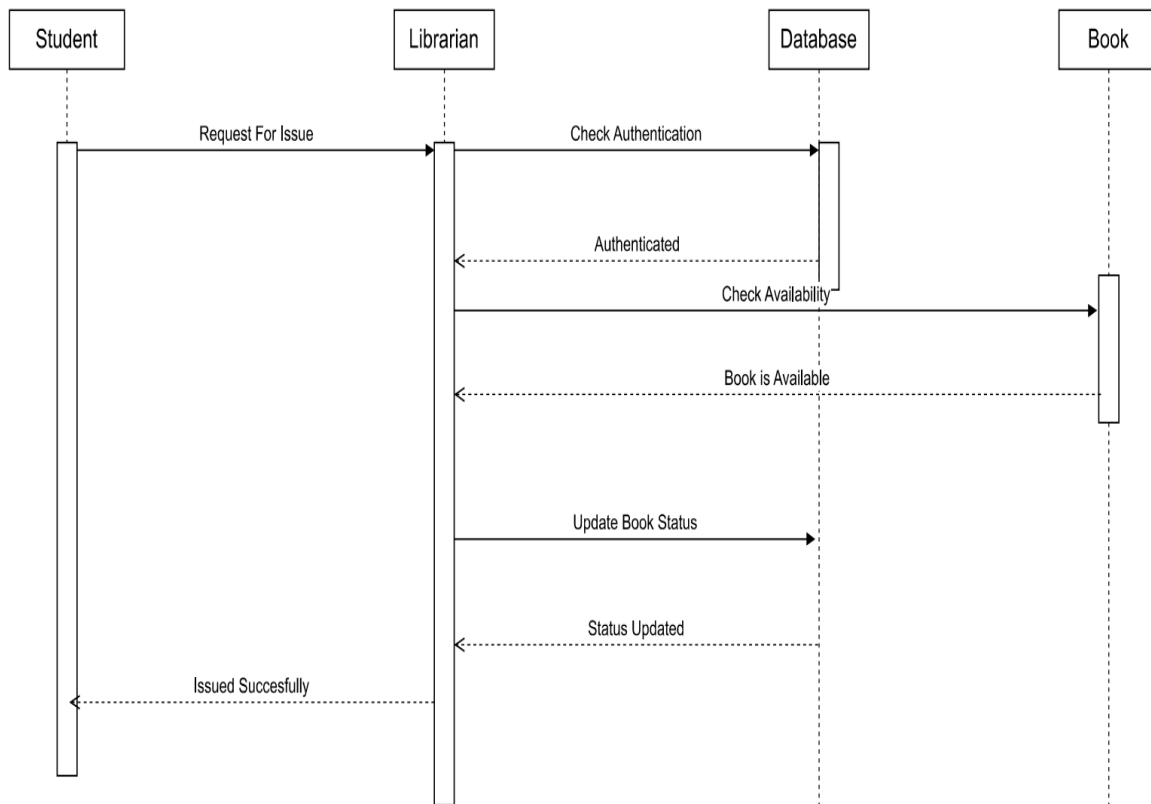 Student
Librarian
Database
Book
Request For Issue
Check Authentication
Authenticated
Check Availability
Book is Available
Update Book Status
Status Updated
Issued Succesfully